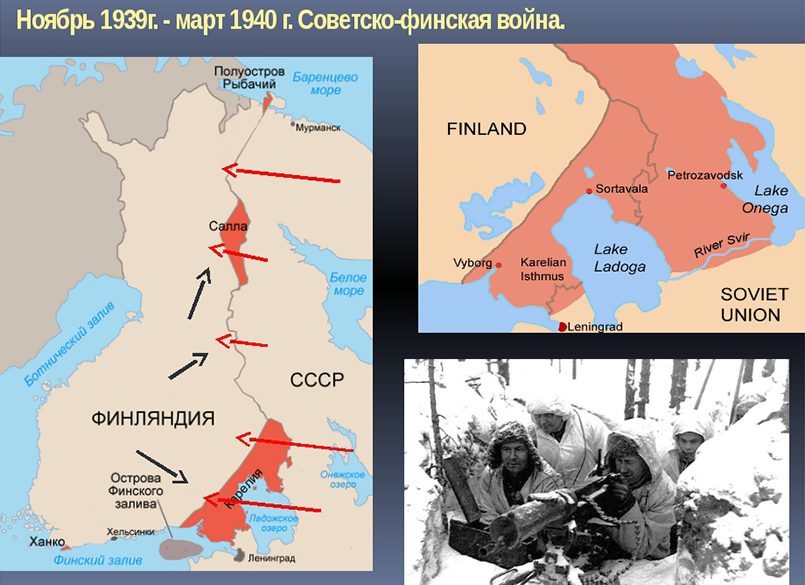 Ноябрь 1939г. - март 1940 г. Советско-финская война.
Полуостров
Рыбачий
Баренцево
море
Мурманск
Салла
Белое
море
Ботнический залив
СССР
ФИНЛЯНДИЯ
Острова
Финского
залива
Карелия
Онежское
озеро
Ладожское
озеро
Ханко
Хельсинки
Финский залив
Ленинград
FINLAND
Petrozavodsk
Sortavala
Lake
Onega
River Svir
Lake
Ladoga
Vyborg
Karelian
Isthmus
SOVIET
UNION
Leningrad